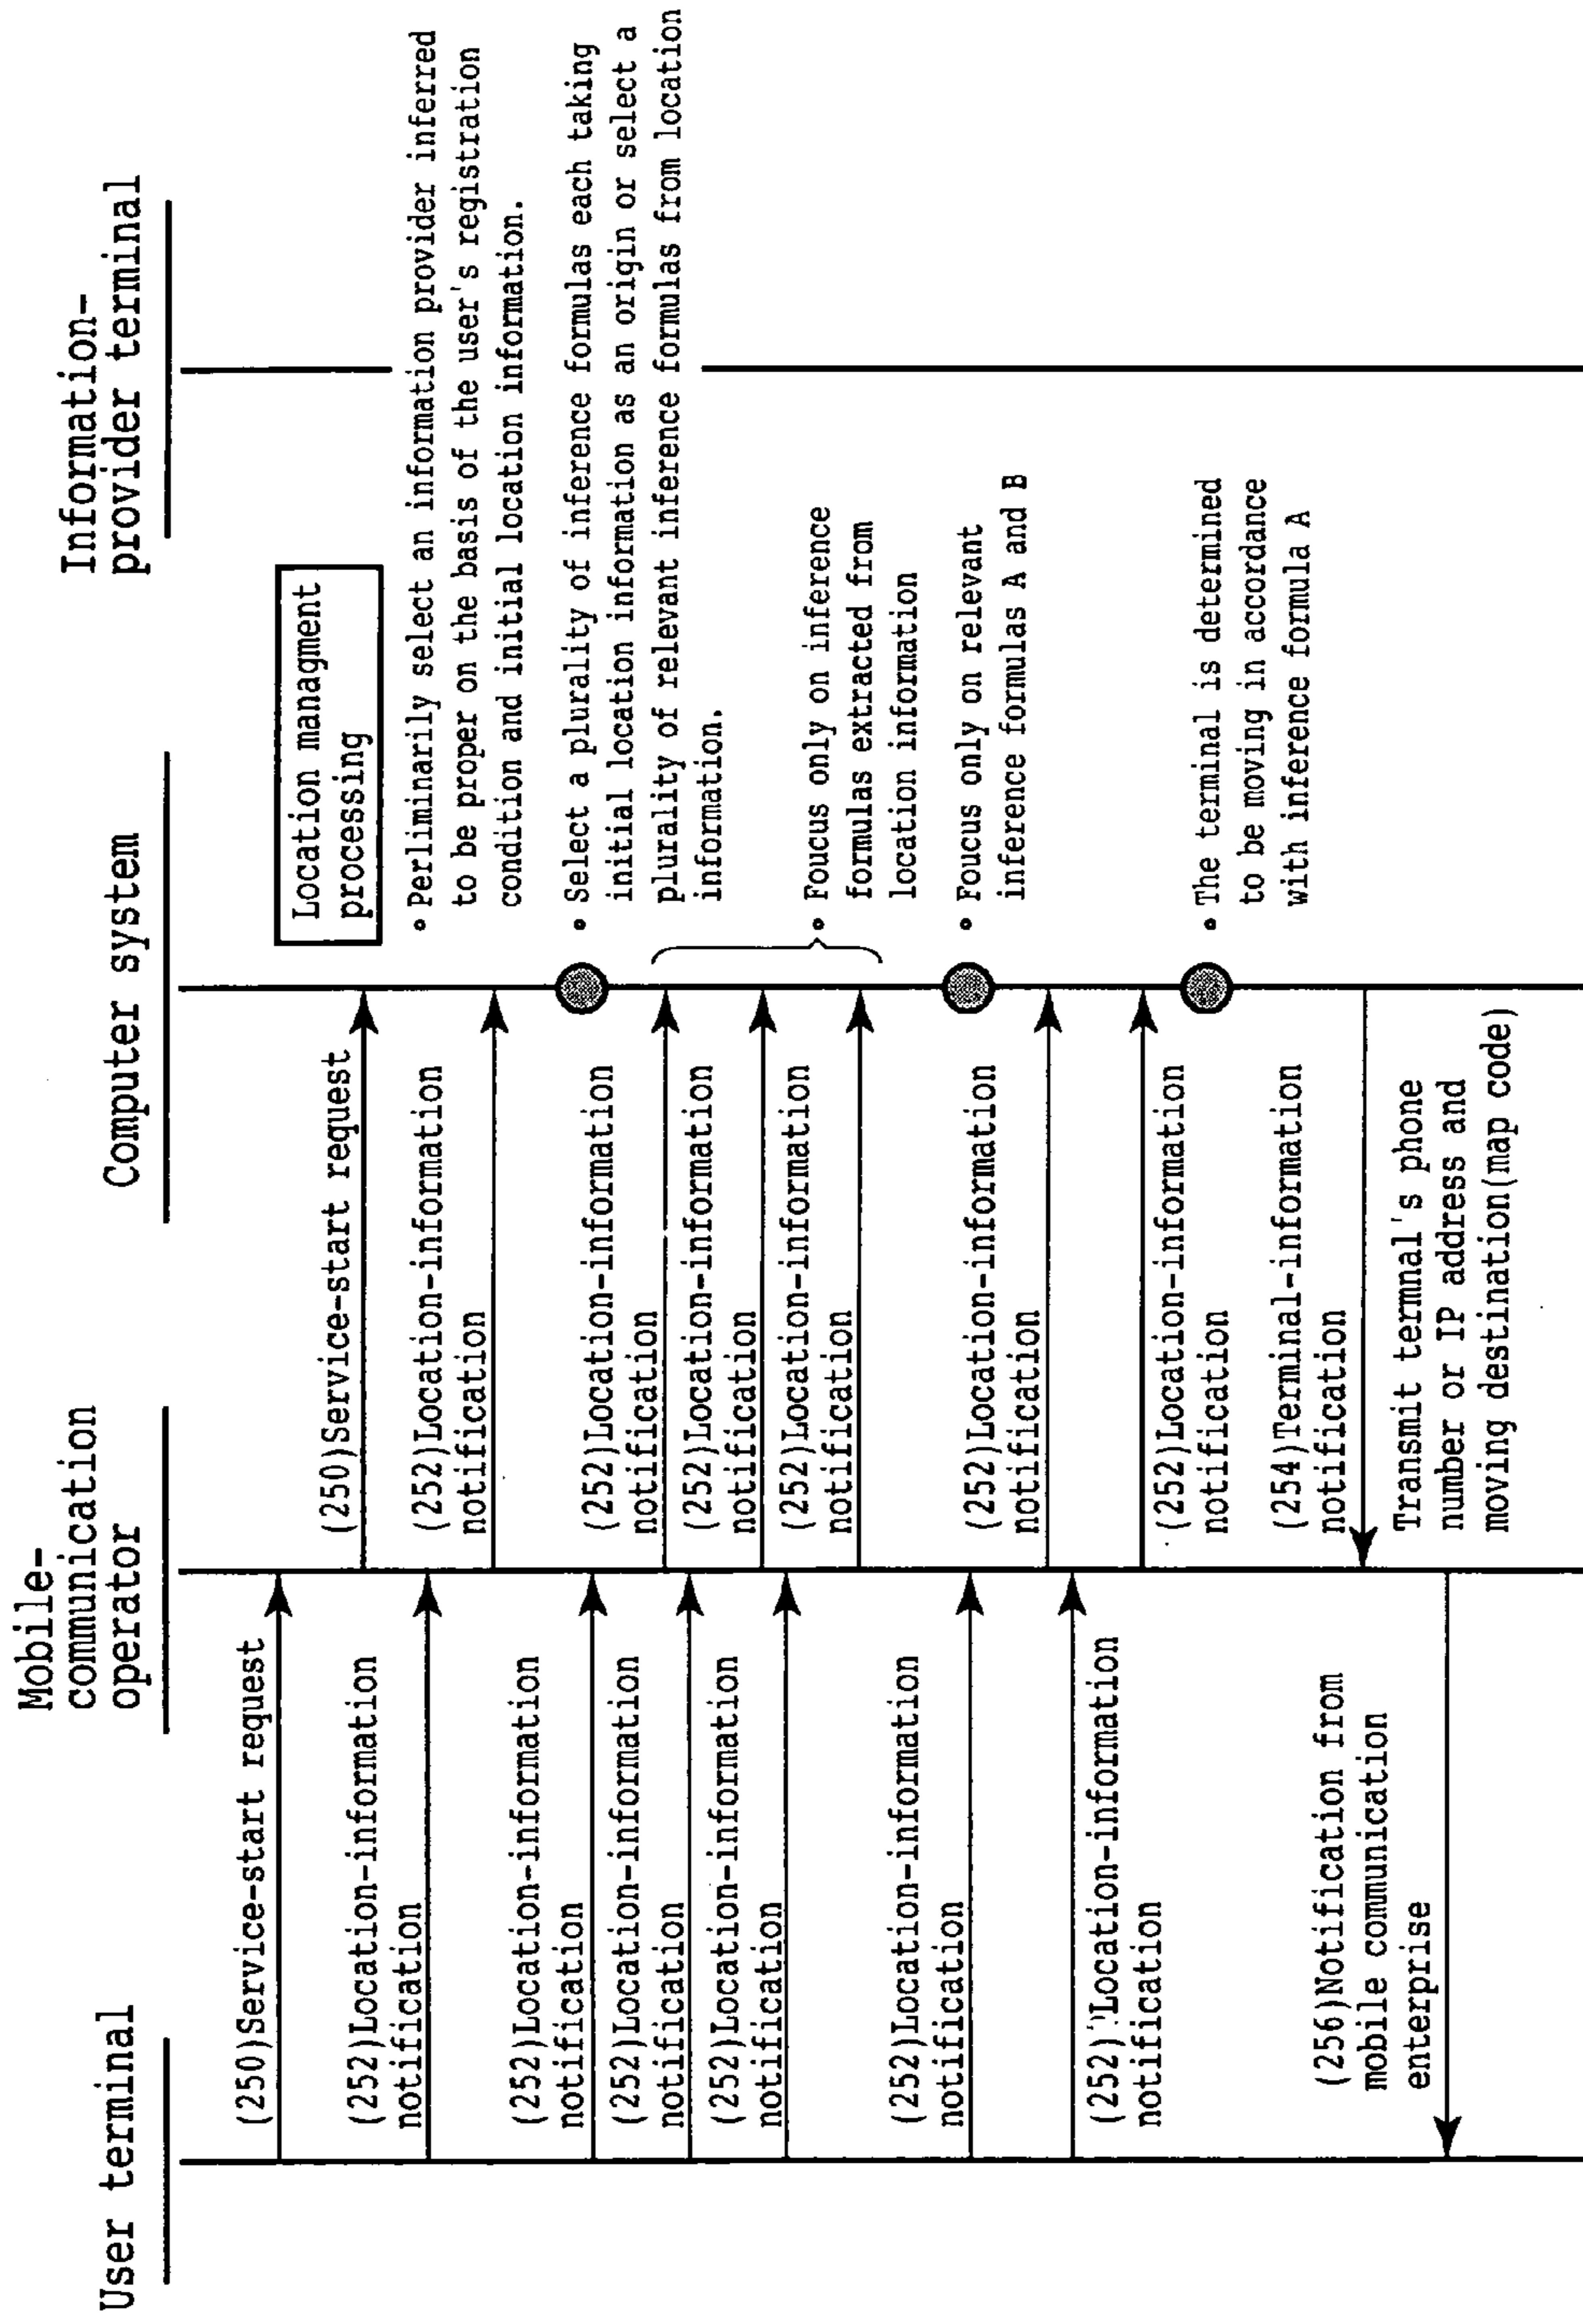 User terminal
Mobile-
communication
operator
Computer system
Information-
provider terminal
(250)Service-start request
(250)Service-start request
Location managment
processing
(252)Location-information
notification
(252)Location-information
notification
• Perliminarily select an information provider inferred
to be proper on the basis of the user's registration
condition and initial location information.
(252)Location-information
notification
(252)Location-information
notification
• Select a plurality of inference formulas each taking
initial location information as an origin or select a
plurality of relevant inference formulas from location
information.
(252)Location-information
notification
(252)Location-information
notification
(252)Location-information
notification
(252)Location-information
notification
• Foucus only on inference
formulas extracted from
location information
(252)Location-information
notification
(252)Location-information
notification
• Foucus only on relevant
inference formulas A and B
(252)Location-information
notification
(252)Location-information
notification
• The terminal is determined
to be moving in accordance
with inference formula A
(254)Terminal-information
notification
Transmit termnal's phone
number or IP address and
moving destination(map code)
(256)Notification from
mobile communication
enterprise